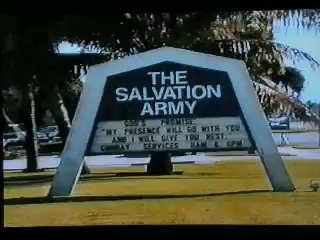 THE
SALVATION
ARMY
GOD'S PROMISE
"MY PRESENCE WILL GO WITH YOU
AND I WILL GIVE YOU REST."
SUNDAY SERVICES 11AM & 6PM